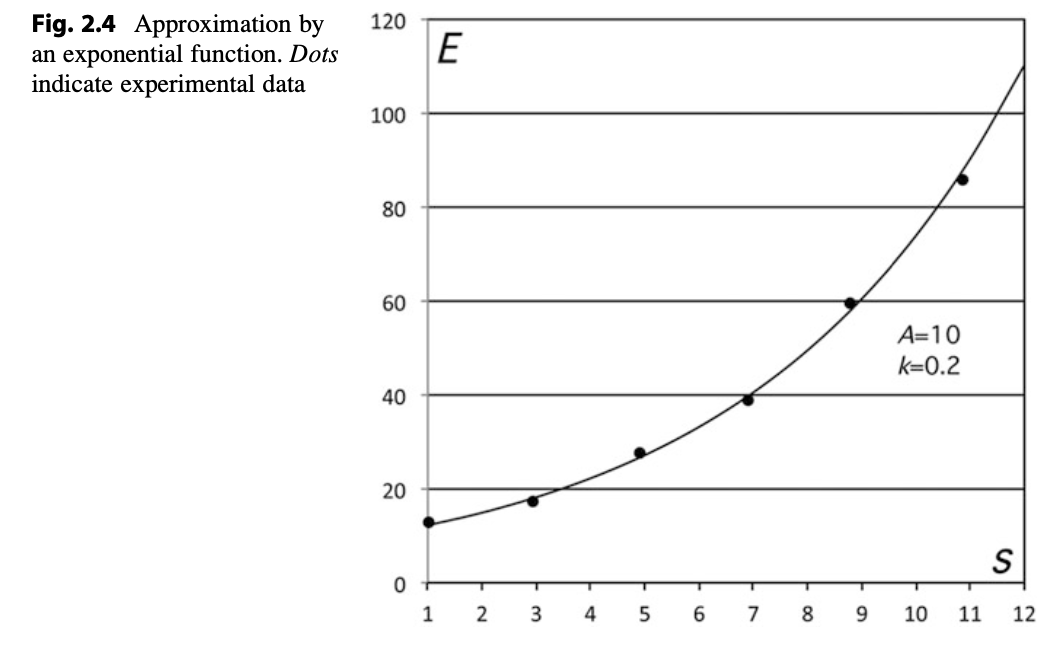 Fig. 2.4 Approximation by
an exponential function. Dots
indicate experimental data
120
E
100
80
60
A=10
k=0.2
40
20
S
0
1 2 3 4 5 6 7 8 9 10 11 12